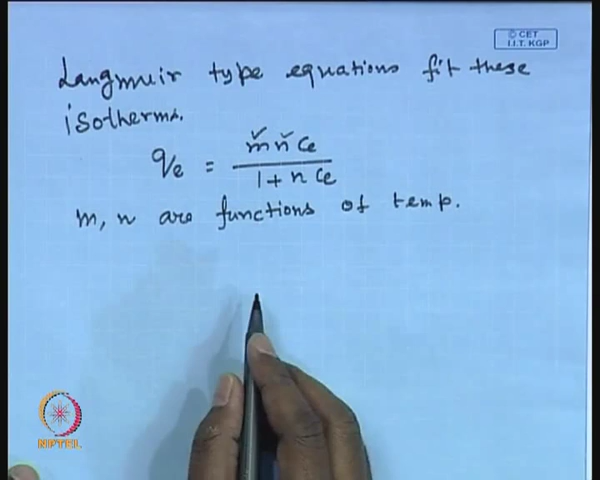 © CET
I.I.T. KGP
Langmuir type equations fit these
isotherms.
qe = m n Ce / 1 + n Ce
m, n are functions of temp.
NPTEL